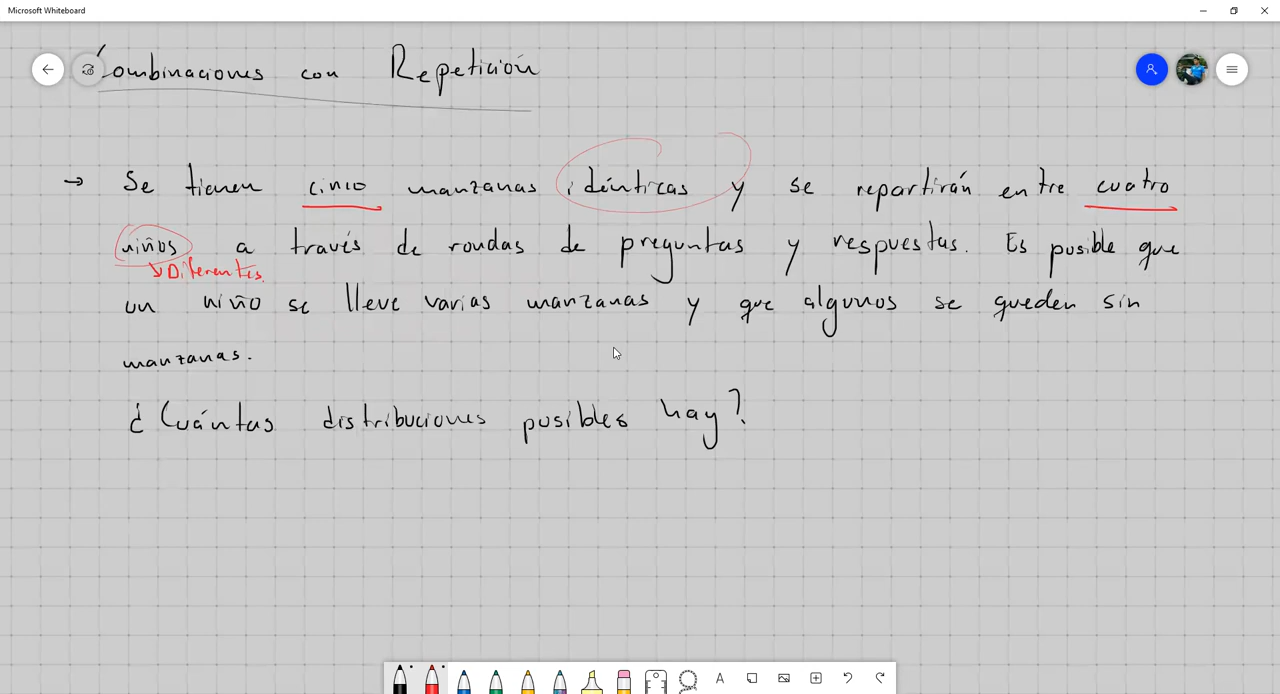 Microsoft Whiteboard
Combinaciones con Repetición
→ Se tienen cinco manzanas idénticas y se repartirán entre cuatro
niños a través de rondas de preguntas y respuestas. Es posible que
↘ Diferentes.
un niño se lleve varias manzanas y que algunos se queden sin
manzanas.
¿Cuántas distribuciones posibles hay?
A